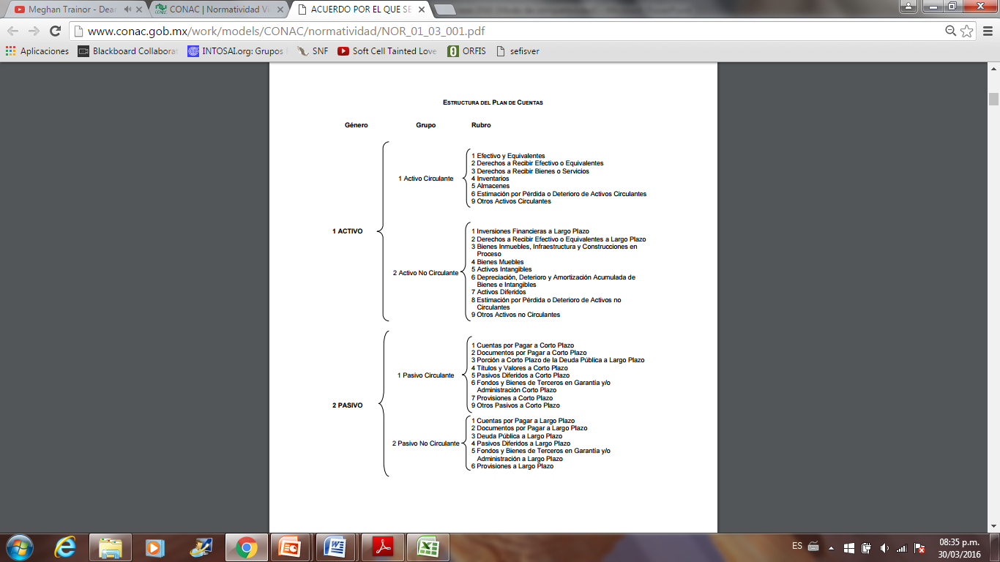 Meghan Trainor - Dear
CONAC | Normatividad Vi
ACUERDO POR EL QUE SE
www.conac.gob.mx/work/models/CONAC/normatividad/NOR_01_03_001.pdf
Aplicaciones
Blackboard Collaborat
INTOSAI.org: Grupos
SNF
Soft Cell Tainted Love
ORFIS
sefisver
ESTRUCTURA DEL PLAN DE CUENTAS
Género Grupo Rubro
1 ACTIVO
1 Activo Circulante
1 Efectivo y Equivalentes
2 Derechos a Recibir Efectivo o Equivalentes
3 Derechos a Recibir Bienes o Servicios
4 Inventarios
5 Almacenes
6 Estimación por Pérdida o Deterioro de Activos Circulantes
9 Otros Activos Circulantes
2 Activo No Circulante
1 Inversiones Financieras a Largo Plazo
2 Derechos a Recibir Efectivo o Equivalentes a Largo Plazo
3 Bienes Inmuebles, Infraestructura y Construcciones en
Proceso
4 Bienes Muebles
5 Activos Intangibles
6 Depreciación, Deterioro y Amortización Acumulada de
Bienes e Intangibles
7 Activos Diferidos
8 Estimación por Pérdida o Deterioro de Activos no
Circulantes
9 Otros Activos no Circulantes
2 PASIVO
1 Pasivo Circulante
1 Cuentas por Pagar a Corto Plazo
2 Documentos por Pagar a Corto Plazo
3 Porción a Corto Plazo de la Deuda Pública a Largo Plazo
4 Títulos y Valores a Corto Plazo
5 Pasivos Diferidos a Corto Plazo
6 Fondos y Bienes de Terceros en Garantía y/o
Administración Corto Plazo
7 Provisiones a Corto Plazo
9 Otros Pasivos a Corto Plazo
2 Pasivo No Circulante
1 Cuentas por Pagar a Largo Plazo
2 Documentos por Pagar a Largo Plazo
3 Deuda Pública a Largo Plazo
4 Pasivos Diferidos a Largo Plazo
5 Fondos y Bienes de Terceros en Garantía y/o
Administración a Largo Plazo
6 Provisiones a Largo Plazo
ES
08:35 p.m.
30/03/2016